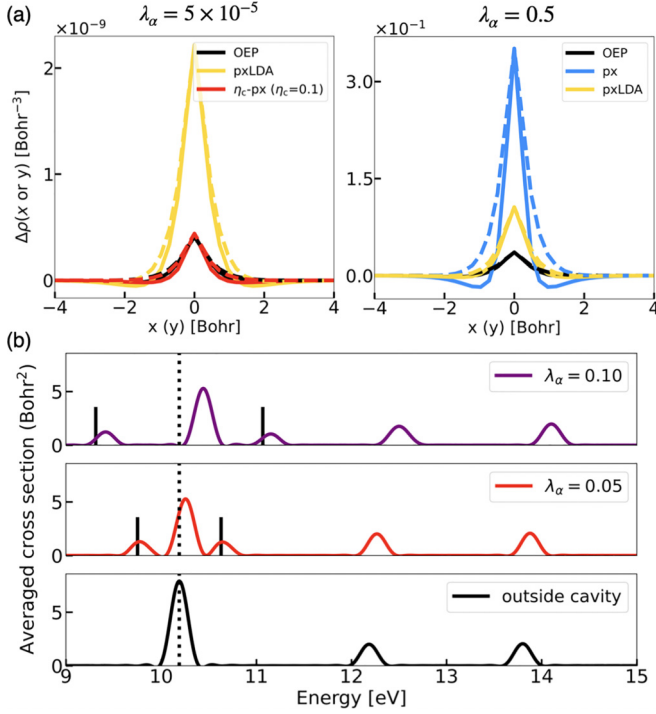 (a)
λα = 5 × 10−5
λα = 0.5
×10−9
×10−1
OEP
pxLDA
ηc-px (ηc=0.1)
OEP
px
pxLDA
Δρ(x or y) [Bohr−3]
2
1
0
3.0
1.5
0.0
−4 −2 0 2 4
−4 −2 0 2 4
x (y) [Bohr]
x (y) [Bohr]
(b)
Averaged cross section (Bohr2)
5
0
λα = 0.10
5
0
λα = 0.05
5
0
outside cavity
9 10 11 12 13 14 15
Energy [eV]